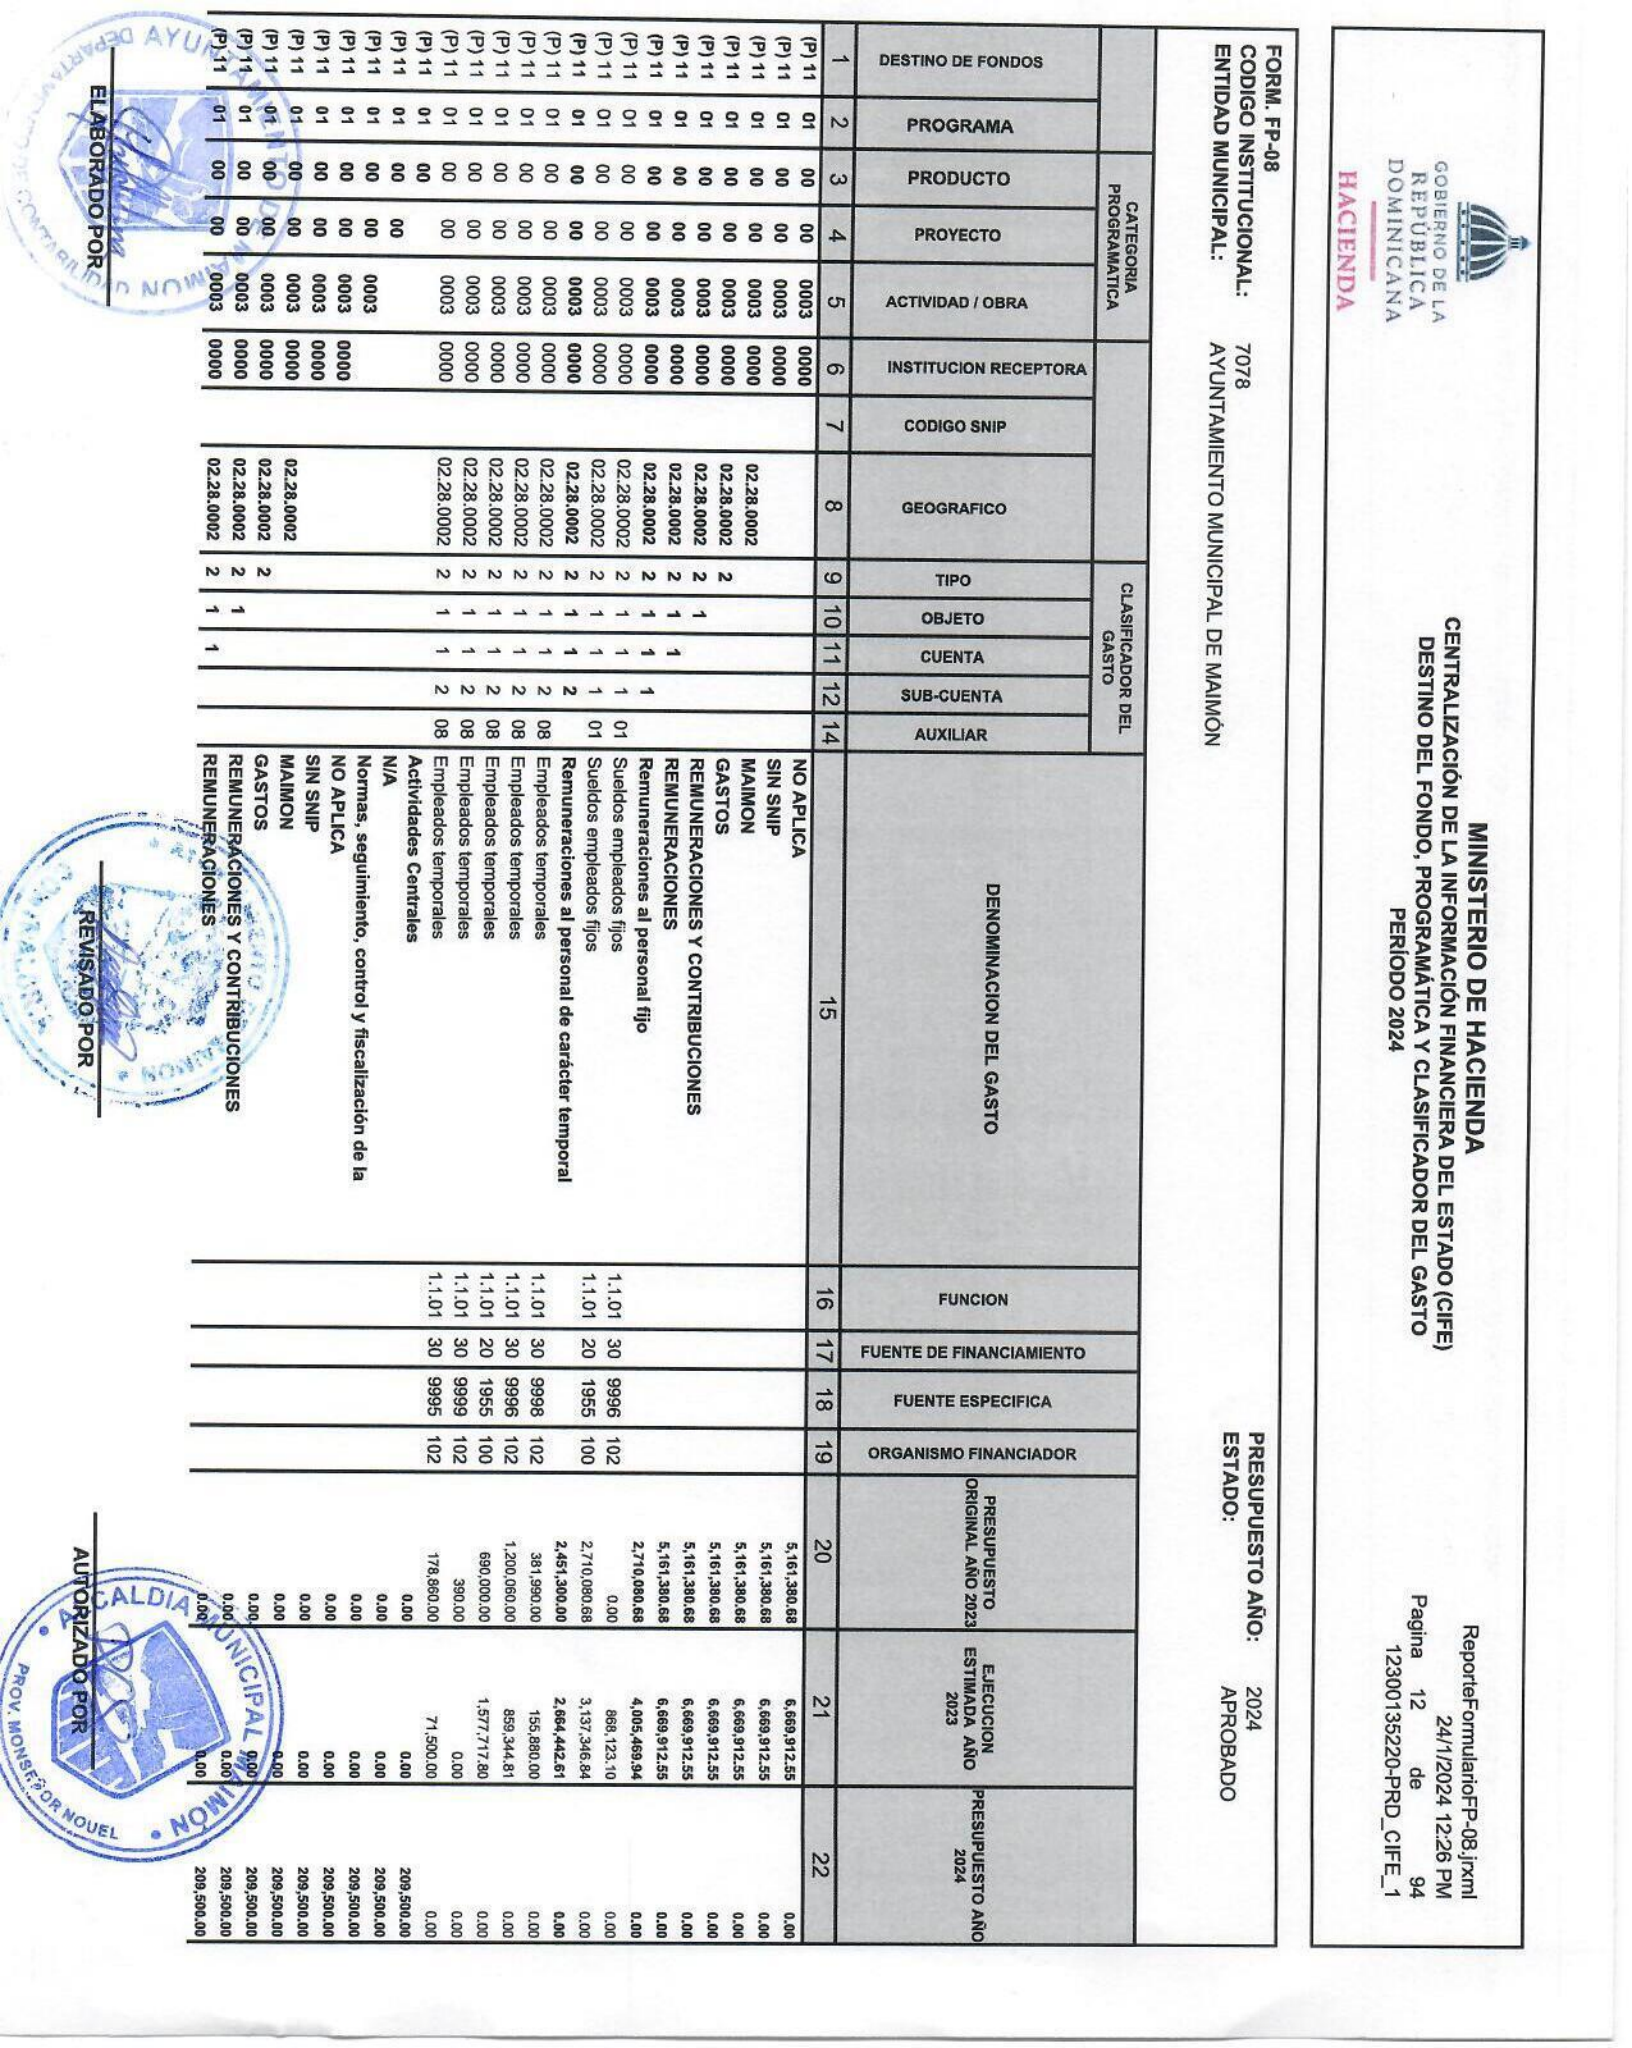 GOBIERNO DE LA
REPÚBLICA
DOMINICANA
HACIENDA
MINISTERIO DE HACIENDA
CENTRALIZACIÓN DE LA INFORMACIÓN FINANCIERA DEL ESTADO (CIFE)
DESTINO DEL FONDO, PROGRAMÁTICA Y CLASIFICADOR DEL GASTO
PERÍODO 2024
ReporteFormularioFP-08.jrxml
24/1/2024 12:26 PM
Pagina 12 de 94
12300135220-PRD_CIFE_1
FORM. FP-08
CODIGO INSTITUCIONAL: 7078
ENTIDAD MUNICIPAL: AYUNTAMIENTO MUNICIPAL DE MAIMÓN
PRESUPUESTO AÑO: 2024
ESTADO: APROBADO
CATEGORIA PROGRAMATICA
CLASIFICADOR DEL GASTO
DESTINO DE FONDOS PROGRAMA PRODUCTO PROYECTO ACTIVIDAD / OBRA INSTITUCION RECEPTORA CODIGO SNIP GEOGRAFICO TIPO OBJETO CUENTA SUB-CUENTA AUXILIAR DENOMINACION DEL GASTO FUNCION FUENTE DE FINANCIAMIENTO FUENTE ESPECIFICA ORGANISMO FINANCIADOR PRESUPUESTO ORIGINAL AÑO 2023 EJECUCION ESTIMADA AÑO 2023 PRESUPUESTO AÑO 2024
1 2 3 4 5 6 7 8 9 10 11 12 14 15 16 17 18 19 20 21 22
(P) 11 01 00 00 0003 0000 NO APLICA 5,161,380.68 6,669,912.55 0.00
(P) 11 01 00 00 0003 0000 SIN SNIP 5,161,380.68 6,669,912.55 0.00
(P) 11 01 00 00 0003 0000 02.28.0002 MAIMON 5,161,380.68 6,669,912.55 0.00
(P) 11 01 00 00 0003 0000 02.28.0002 2 GASTOS 5,161,380.68 6,669,912.55 0.00
(P) 11 01 00 00 0003 0000 02.28.0002 2 1 REMUNERACIONES Y CONTRIBUCIONES 5,161,380.68 6,669,912.55 0.00
(P) 11 01 00 00 0003 0000 02.28.0002 2 1 1 REMUNERACIONES 5,161,380.68 6,669,912.55 0.00
(P) 11 01 00 00 0003 0000 02.28.0002 2 1 1 1 Remuneraciones al personal fijo 2,710,080.68 4,005,469.94 0.00
(P) 11 01 00 00 0003 0000 02.28.0002 2 1 1 1 01 Sueldos empleados fijos 1.1.01 30 9996 102 0.00 868,123.10 0.00
(P) 11 01 00 00 0003 0000 02.28.0002 2 1 1 1 01 Sueldos empleados fijos 1.1.01 20 1955 100 2,710,080.68 3,137,346.84 0.00
(P) 11 01 00 00 0003 0000 02.28.0002 2 1 1 2 Remuneraciones al personal de carácter temporal 2,451,300.00 2,664,442.61 0.00
(P) 11 01 00 00 0003 0000 02.28.0002 2 1 1 2 08 Empleados temporales 1.1.01 30 9998 102 381,990.00 155,880.00 0.00
(P) 11 01 00 00 0003 0000 02.28.0002 2 1 1 2 08 Empleados temporales 1.1.01 30 9996 102 1,200,060.00 859,344.81 0.00
(P) 11 01 00 00 0003 0000 02.28.0002 2 1 1 2 08 Empleados temporales 1.1.01 20 1955 100 690,000.00 1,577,717.80 0.00
(P) 11 01 00 00 0003 0000 02.28.0002 2 1 1 2 08 Empleados temporales 1.1.01 30 9999 102 390.00 0.00 0.00
(P) 11 01 00 00 0003 0000 02.28.0002 2 1 1 2 08 Empleados temporales 1.1.01 30 9995 102 178,860.00 71,500.00 0.00
(P) 11 01 00 Actividades Centrales 0.00 0.00 209,500.00
(P) 11 01 00 00 N/A 0.00 0.00 209,500.00
(P) 11 01 00 00 0003 Normas, seguimiento, control y fiscalización de la 0.00 0.00 209,500.00
(P) 11 01 00 00 0003 0000 NO APLICA 0.00 0.00 209,500.00
(P) 11 01 00 00 0003 0000 SIN SNIP 0.00 0.00 209,500.00
(P) 11 01 00 00 0003 0000 02.28.0002 MAIMON 0.00 0.00 209,500.00
(P) 11 01 00 00 0003 0000 02.28.0002 2 GASTOS 0.00 0.00 209,500.00
(P) 11 01 00 00 0003 0000 02.28.0002 2 1 REMUNERACIONES Y CONTRIBUCIONES 0.00 0.00 209,500.00
(P) 11 01 00 00 0003 0000 02.28.0002 2 1 1 REMUNERACIONES 0.00 0.00 209,500.00
ELABORADO POR
REVISADO POR
AUTORIZADO POR
AYUNTAMIENTO DE MAIMÓN
DEPARTAMENTO DE CONTABILIDAD
MAIMÓN
ALCALDIA MUNICIPAL MAIMÓN
PROV. MONSEÑOR NOUEL